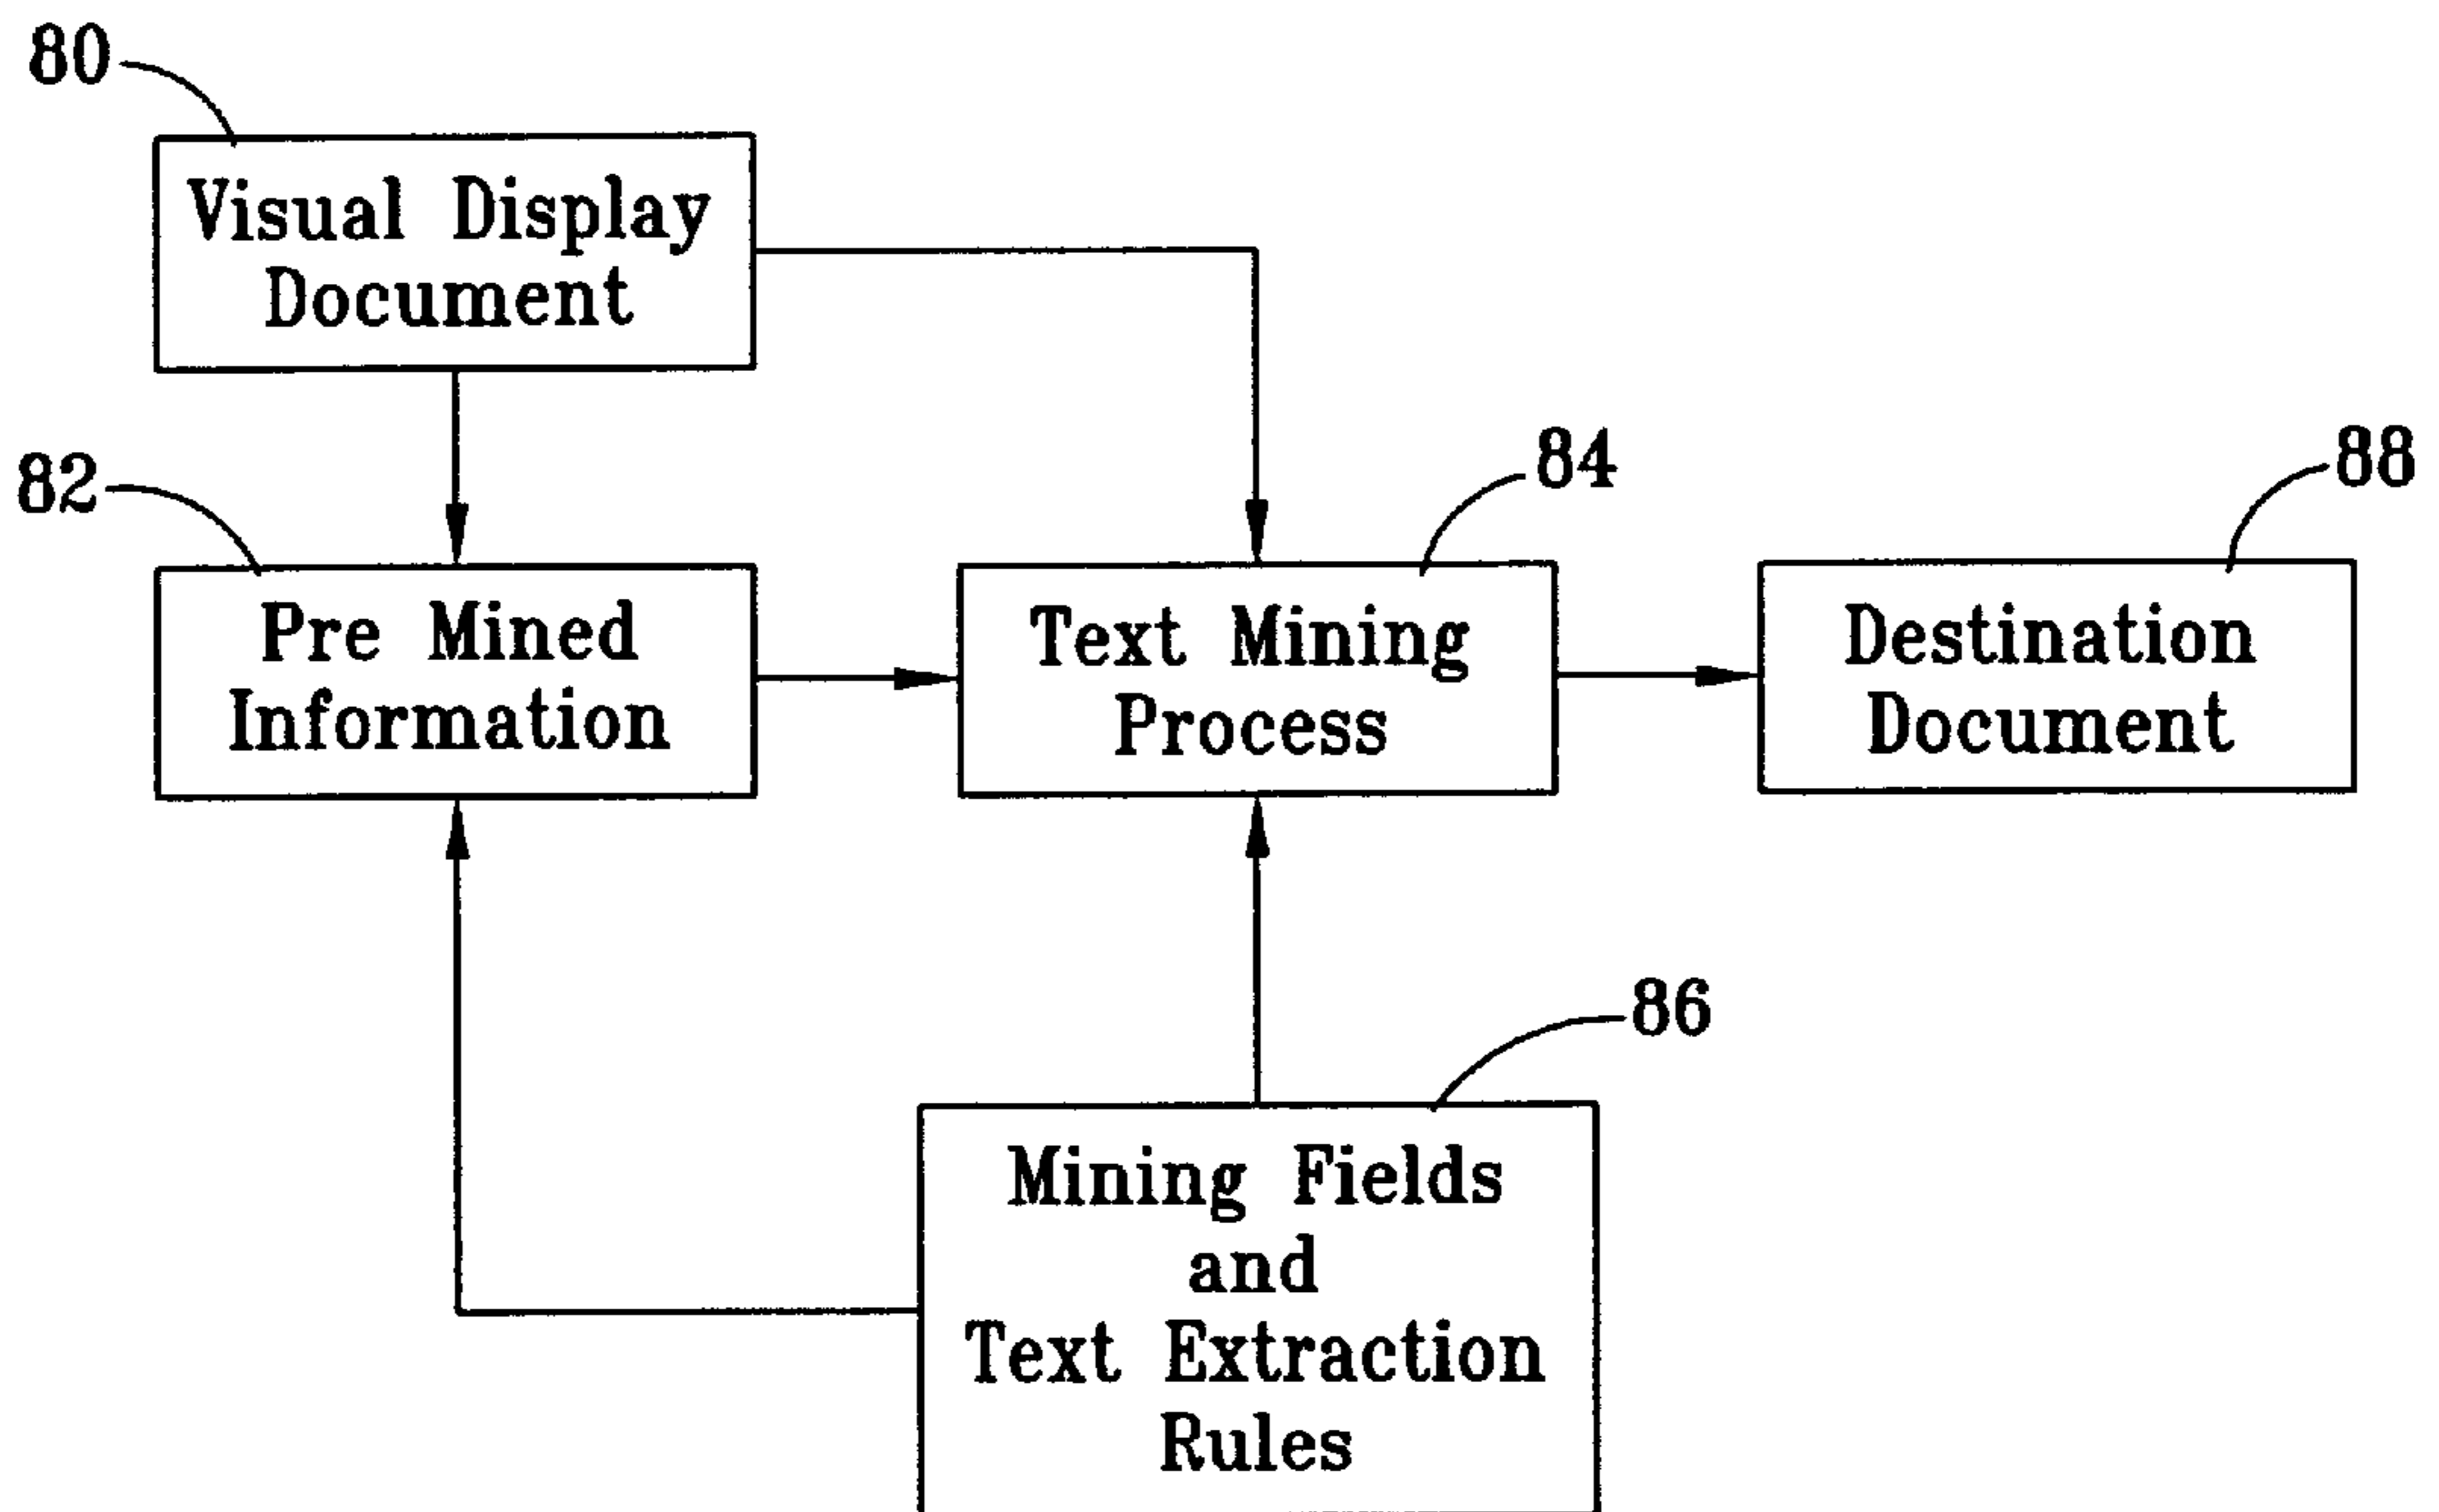 80
Visual Display
Document
82
Pre Mined
Information
84
Text Mining
Process
88
Destination
Document
86
Mining Fields
and
Text Extraction
Rules